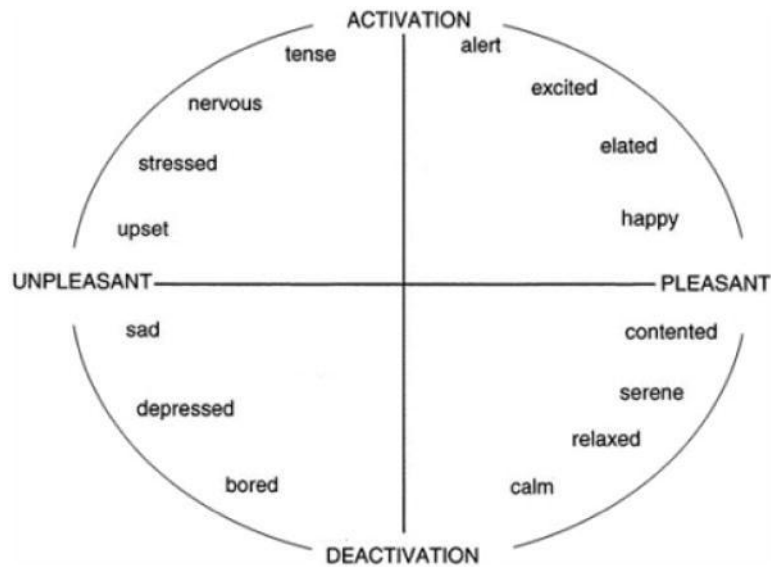 ACTIVATION
tense
alert
nervous
excited
stressed
elated
upset
happy
UNPLEASANT
PLEASANT
sad
contented
depressed
serene
relaxed
bored
calm
DEACTIVATION